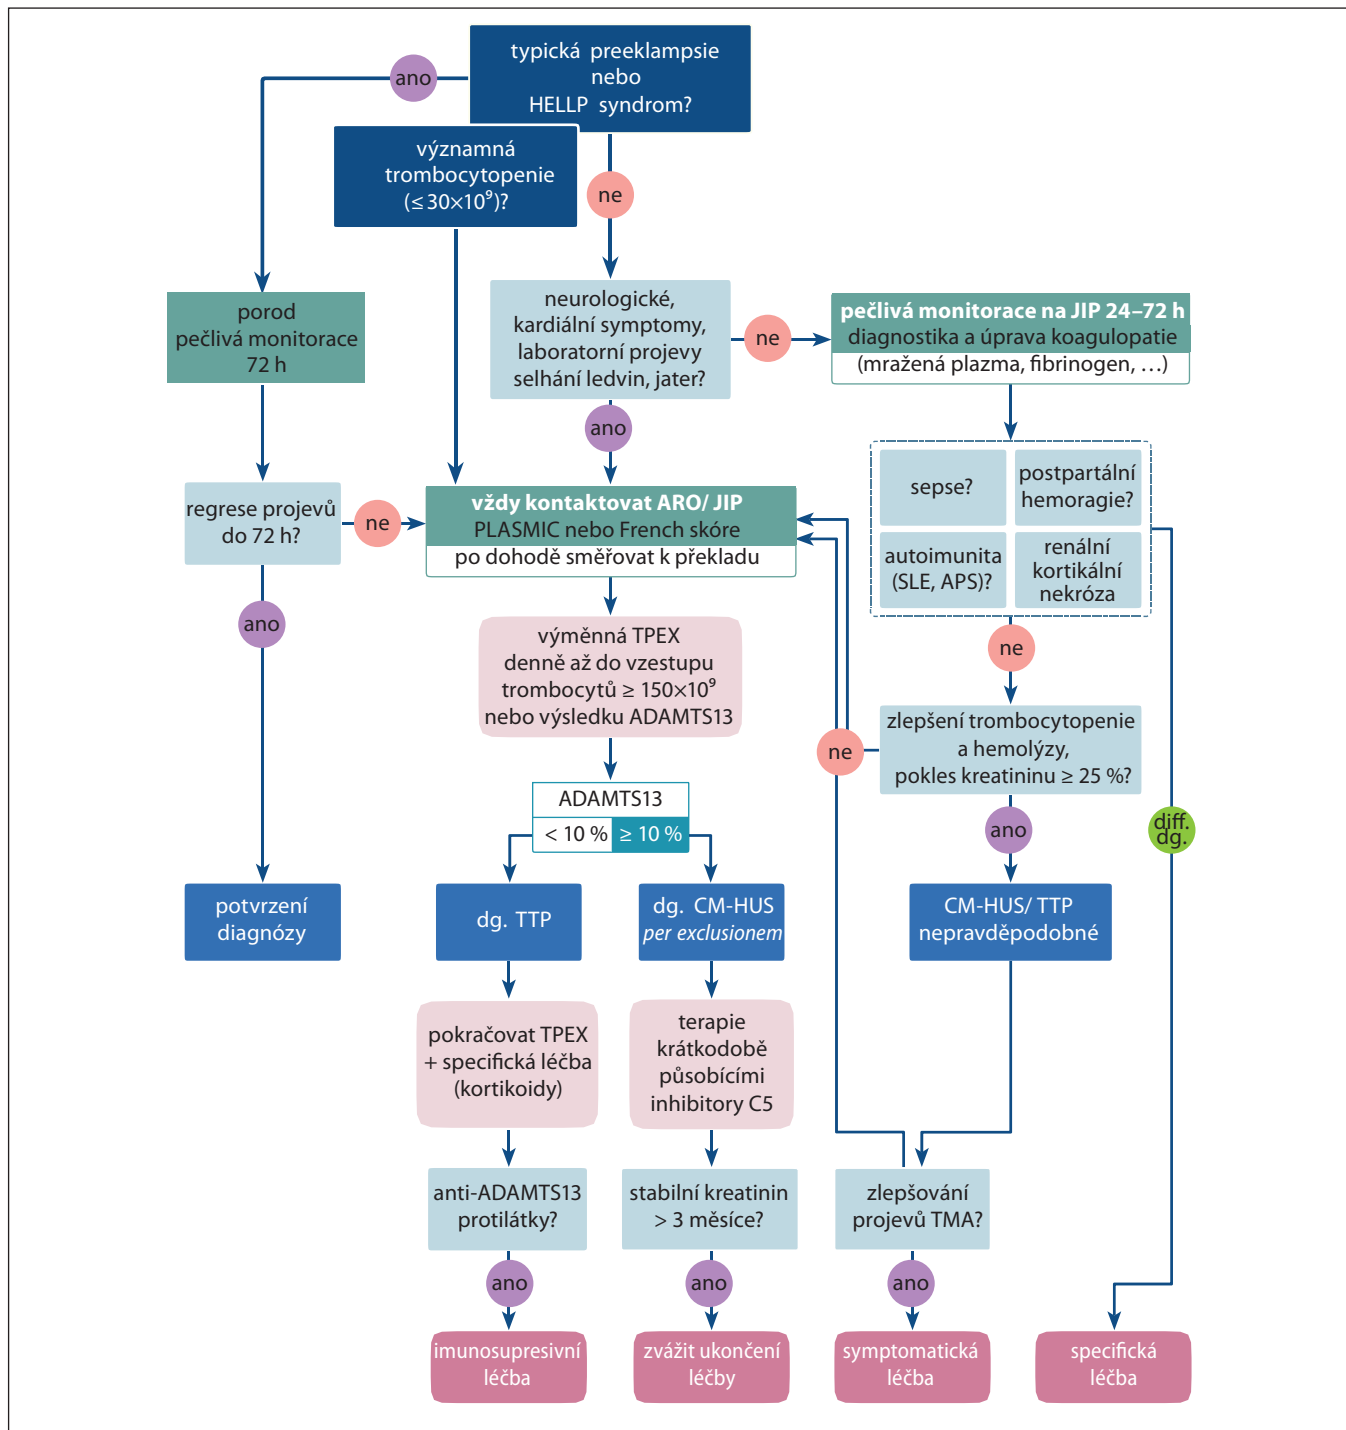 typická preeklampsie
nebo
HELLP syndrom?
ano
významná
trombocytopenie
(≤ 30×10⁹)?
ne
neurologické,
kardiální symptomy,
laboratorní projevy
selhání ledvin, jater?
ne
pečlivá monitorace na JIP 24–72 h
diagnostika a úprava koagulopatie
(mražená plazma, fibrinogen, …)
porod
pečlivá monitorace
72 h
ano
sepse?
postpartální
hemoragie?
autoimunita
(SLE, APS)?
renální
kortikální
nekróza
regrese projevů
do 72 h?
ne
vždy kontaktovat ARO/ JIP
PLASMIC nebo French skóre
po dohodě směřovat k překladu
ano
výměnná TPEX
denně až do vzestupu
trombocytů ≥ 150×10⁹
nebo výsledku ADAMTS13
ne
zlepšení trombocytopenie
a hemolýzy,
pokles kreatininu ≥ 25 %?
ne
ADAMTS13
< 10 %
≥ 10 %
ano
diff.
dg.
potvrzení
diagnózy
dg. TTP
dg. CM-HUS
per exclusionem
CM-HUS/ TTP
nepravděpodobné
pokračovat TPEX
+ specifická léčba
(kortikoidy)
terapie
krátkodobě
působícími
inhibitory C5
anti-ADAMTS13
protilátky?
stabilní kreatinin
> 3 měsíce?
zlepšování
projevů TMA?
ano
ano
ano
imunosupresivní
léčba
zvážit ukončení
léčby
symptomatická
léčba
specifická
léčba